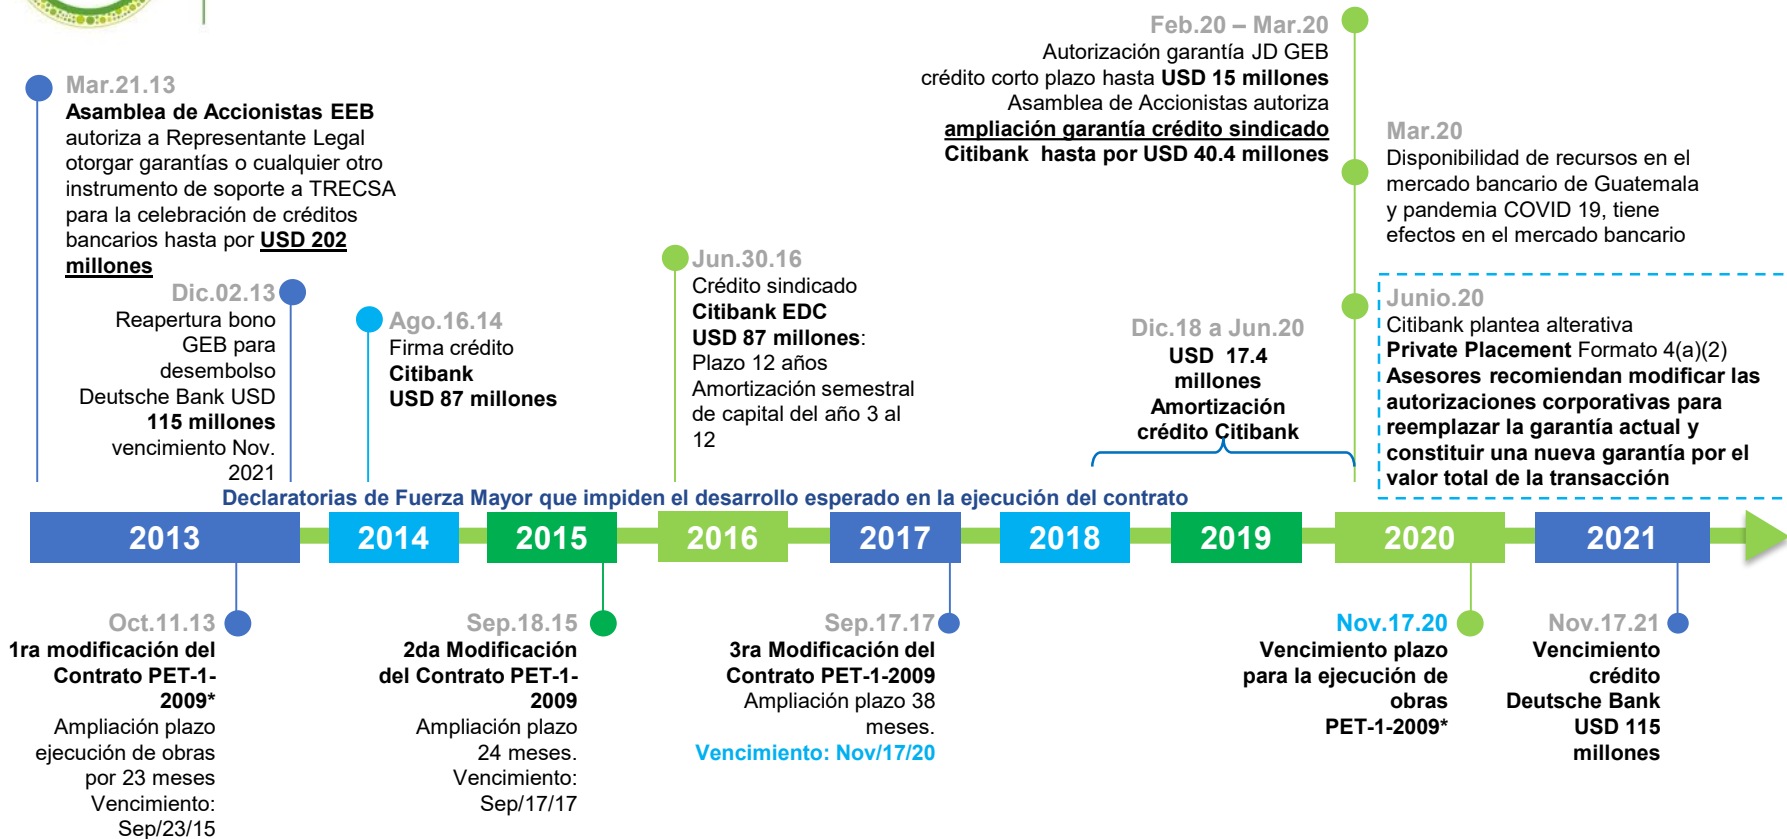 Mar.21.13
Asamblea de Accionistas EEB
autoriza a Representante Legal
otorgar garantías o cualquier otro
instrumento de soporte a TRECSA
para la celebración de créditos
bancarios hasta por USD 202
millones
Dic.02.13
Reapertura bono
GEB para
desembolso
Deutsche Bank USD
115 millones
vencimiento Nov.
2021
Ago.16.14
Firma crédito
Citibank
USD 87 millones
Jun.30.16
Crédito sindicado
Citibank EDC
USD 87 millones:
Plazo 12 años
Amortización semestral
de capital del año 3 al
12
Dic.18 a Jun.20
USD 17.4
millones
Amortización
crédito Citibank
Feb.20 – Mar.20
Autorización garantía JD GEB
crédito corto plazo hasta USD 15 millones
Asamblea de Accionistas autoriza
ampliación garantía crédito sindicado
Citibank hasta por USD 40.4 millones
Mar.20
Disponibilidad de recursos en el
mercado bancario de Guatemala
y pandemia COVID 19, tiene
efectos en el mercado bancario
Junio.20
Citibank plantea alterativa
Private Placement Formato 4(a)(2)
Asesores recomiendan modificar las
autorizaciones corporativas para
reemplazar la garantía actual y
constituir una nueva garantía por el
valor total de la transacción
Declaratorias de Fuerza Mayor que impiden el desarrollo esperado en la ejecución del contrato
2013 2014 2015 2016 2017 2018 2019 2020 2021
Oct.11.13
1ra modificación del
Contrato PET-1-
2009*
Ampliación plazo
ejecución de obras
por 23 meses
Vencimiento:
Sep/23/15
Sep.18.15
2da Modificación
del Contrato PET-1-
2009
Ampliación plazo
24 meses.
Vencimiento:
Sep/17/17
Sep.17.17
3ra Modificación del
Contrato PET-1-2009
Ampliación plazo 38
meses.
Vencimiento: Nov/17/20
Nov.17.20
Vencimiento plazo
para la ejecución de
obras
PET-1-2009*
Nov.17.21
Vencimiento
crédito
Deutsche Bank
USD 115
millones